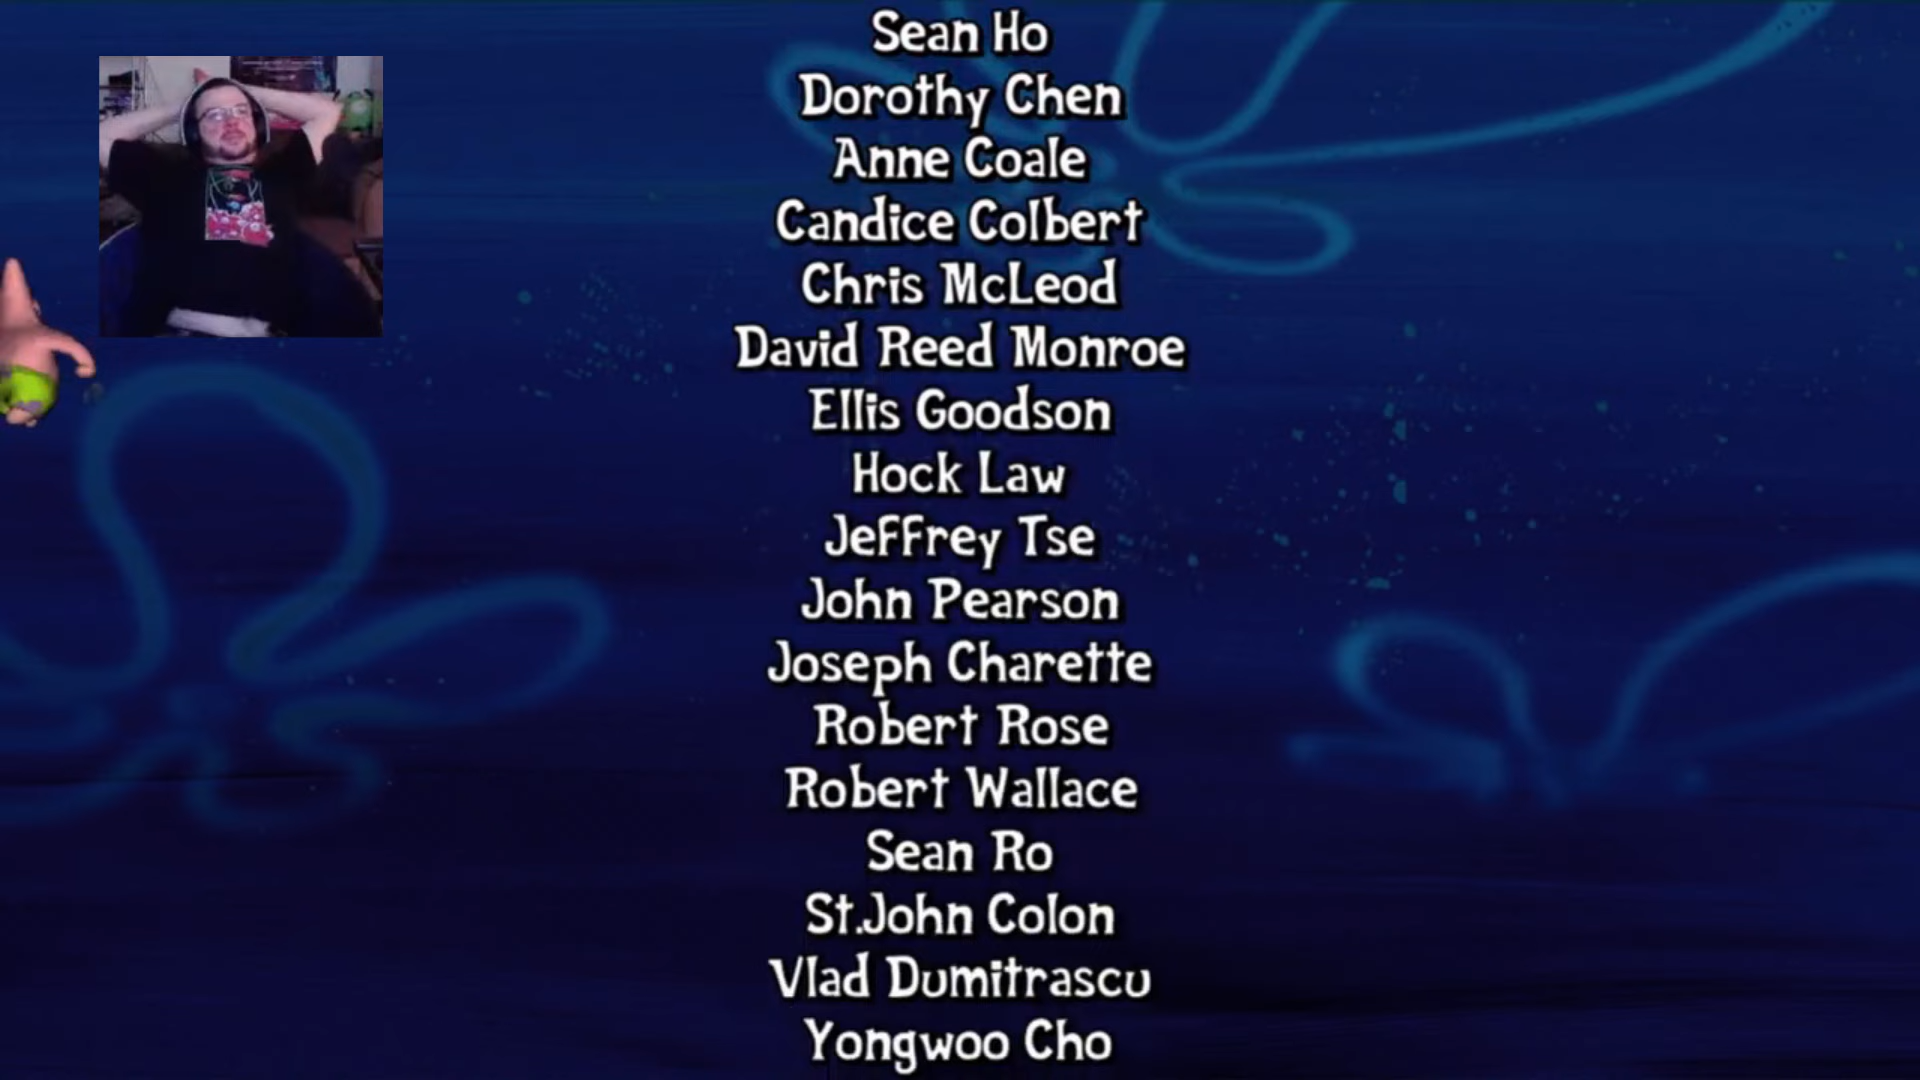 Sean Ho
Dorothy Chen
Anne Coale
Candice Colbert
Chris McLeod
David Reed Monroe
Ellis Goodson
Hock Law
Jeffrey Tse
John Pearson
Joseph Charette
Robert Rose
Robert Wallace
Sean Ro
St.John Colon
Vlad Dumitrascu
Yongwoo Cho